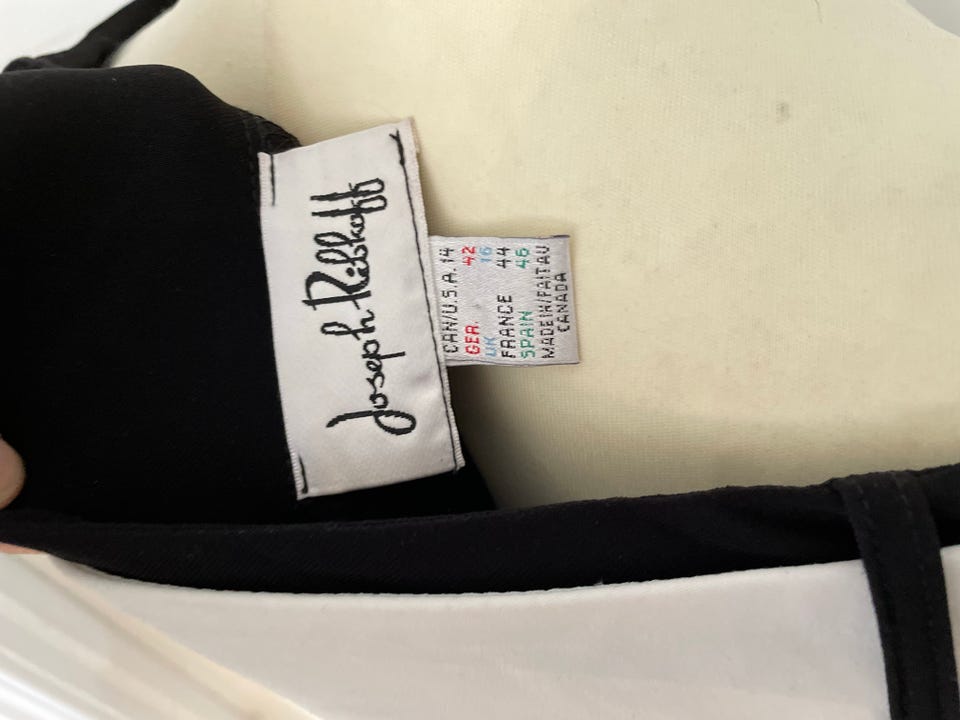 Joseph Ribkoff
CAN/U.S.A. 14
GER. 42
UK 16
FRANCE 44
SPAIN 46
MADE IN/FAIT AU
CANADA